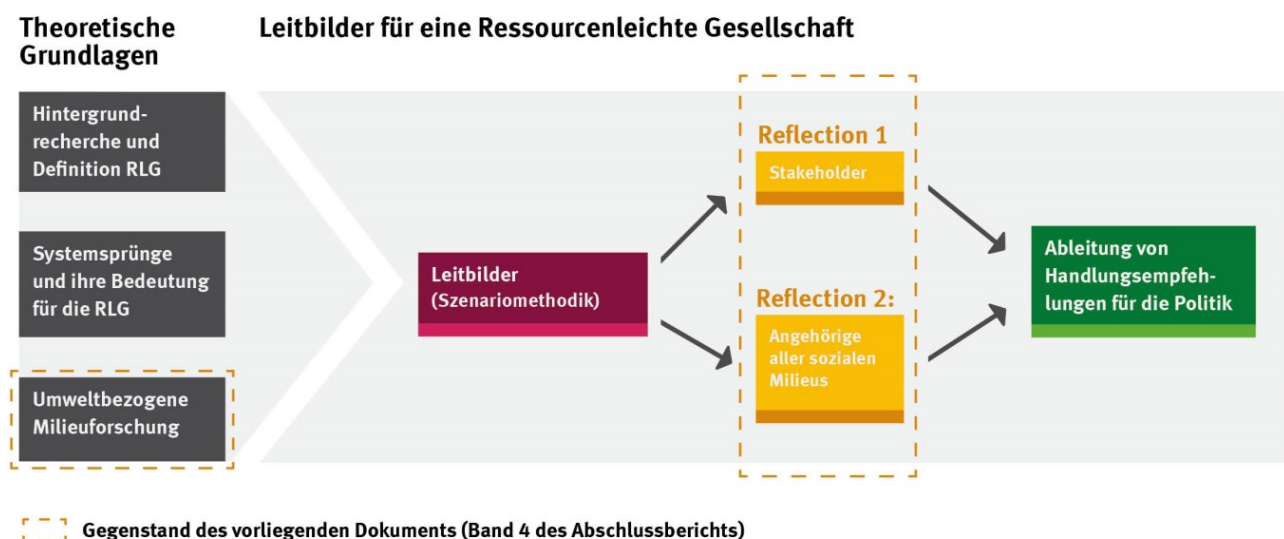 Theoretische
Grundlagen
Leitbilder für eine Ressourcenleichte Gesellschaft
Hintergrund-
recherche und
Definition RLG
Systemsprünge
und ihre Bedeutung
für die RLG
Umweltbezogene
Milieuforschung
Leitbilder
(Szenariomethodik)
Reflection 1
Stakeholder
Reflection 2:
Angehörige
aller sozialen
Milieus
Ableitung von
Handlungsempfeh-
lungen für die Politik
Gegenstand des vorliegenden Dokuments (Band 4 des Abschlussberichts)